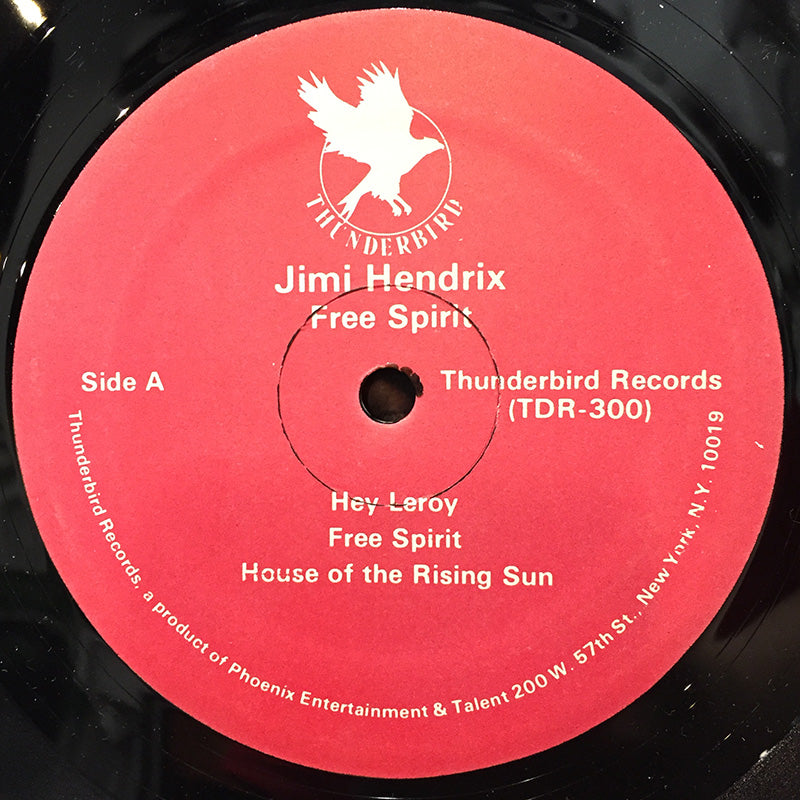 THUNDERBIRD
Jimi Hendrix
Free Spirit
Side A
Thunderbird Records
(TDR-300)
Hey Leroy
Free Spirit
House of the Rising Sun
Thunderbird Records, a product of Phoenix Entertainment & Talent 200 W. 57th St., New York, N.Y. 10019